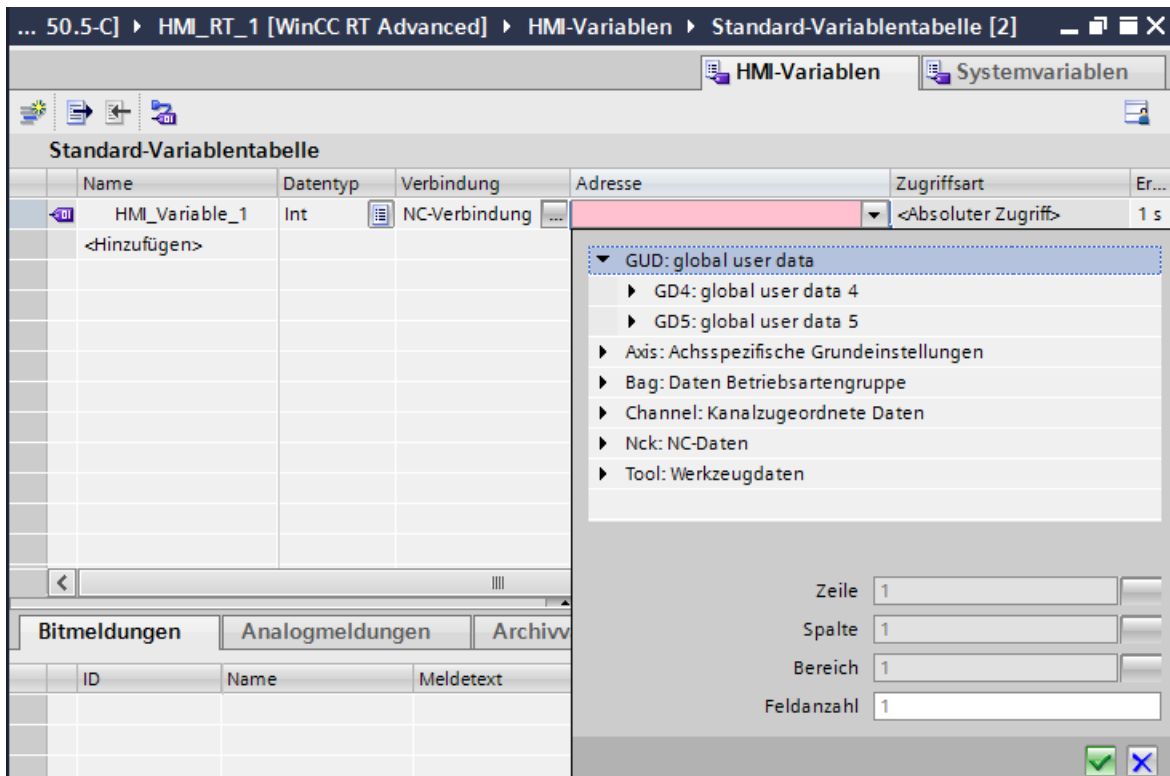 ... 50.5-C] ▸ HMI_RT_1 [WinCC RT Advanced] ▸ HMI-Variablen ▸ Standard-Variablentabelle [2]
HMI-Variablen Systemvariablen
Standard-Variablentabelle
Name Datentyp Verbindung Adresse Zugriffsart Er...
HMI_Variable_1 Int NC-Verbindung ... <Absoluter Zugriff> 1 s
<Hinzufügen>
GUD: global user data
GD4: global user data 4
GD5: global user data 5
Axis: Achsspezifische Grundeinstellungen
Bag: Daten Betriebsartengruppe
Channel: Kanalzugeordnete Daten
Nck: NC-Daten
Tool: Werkzeugdaten
Zeile 1
Spalte 1
Bereich 1
Feldanzahl 1
Bitmeldungen Analogmeldungen Archivv
ID Name Meldetext